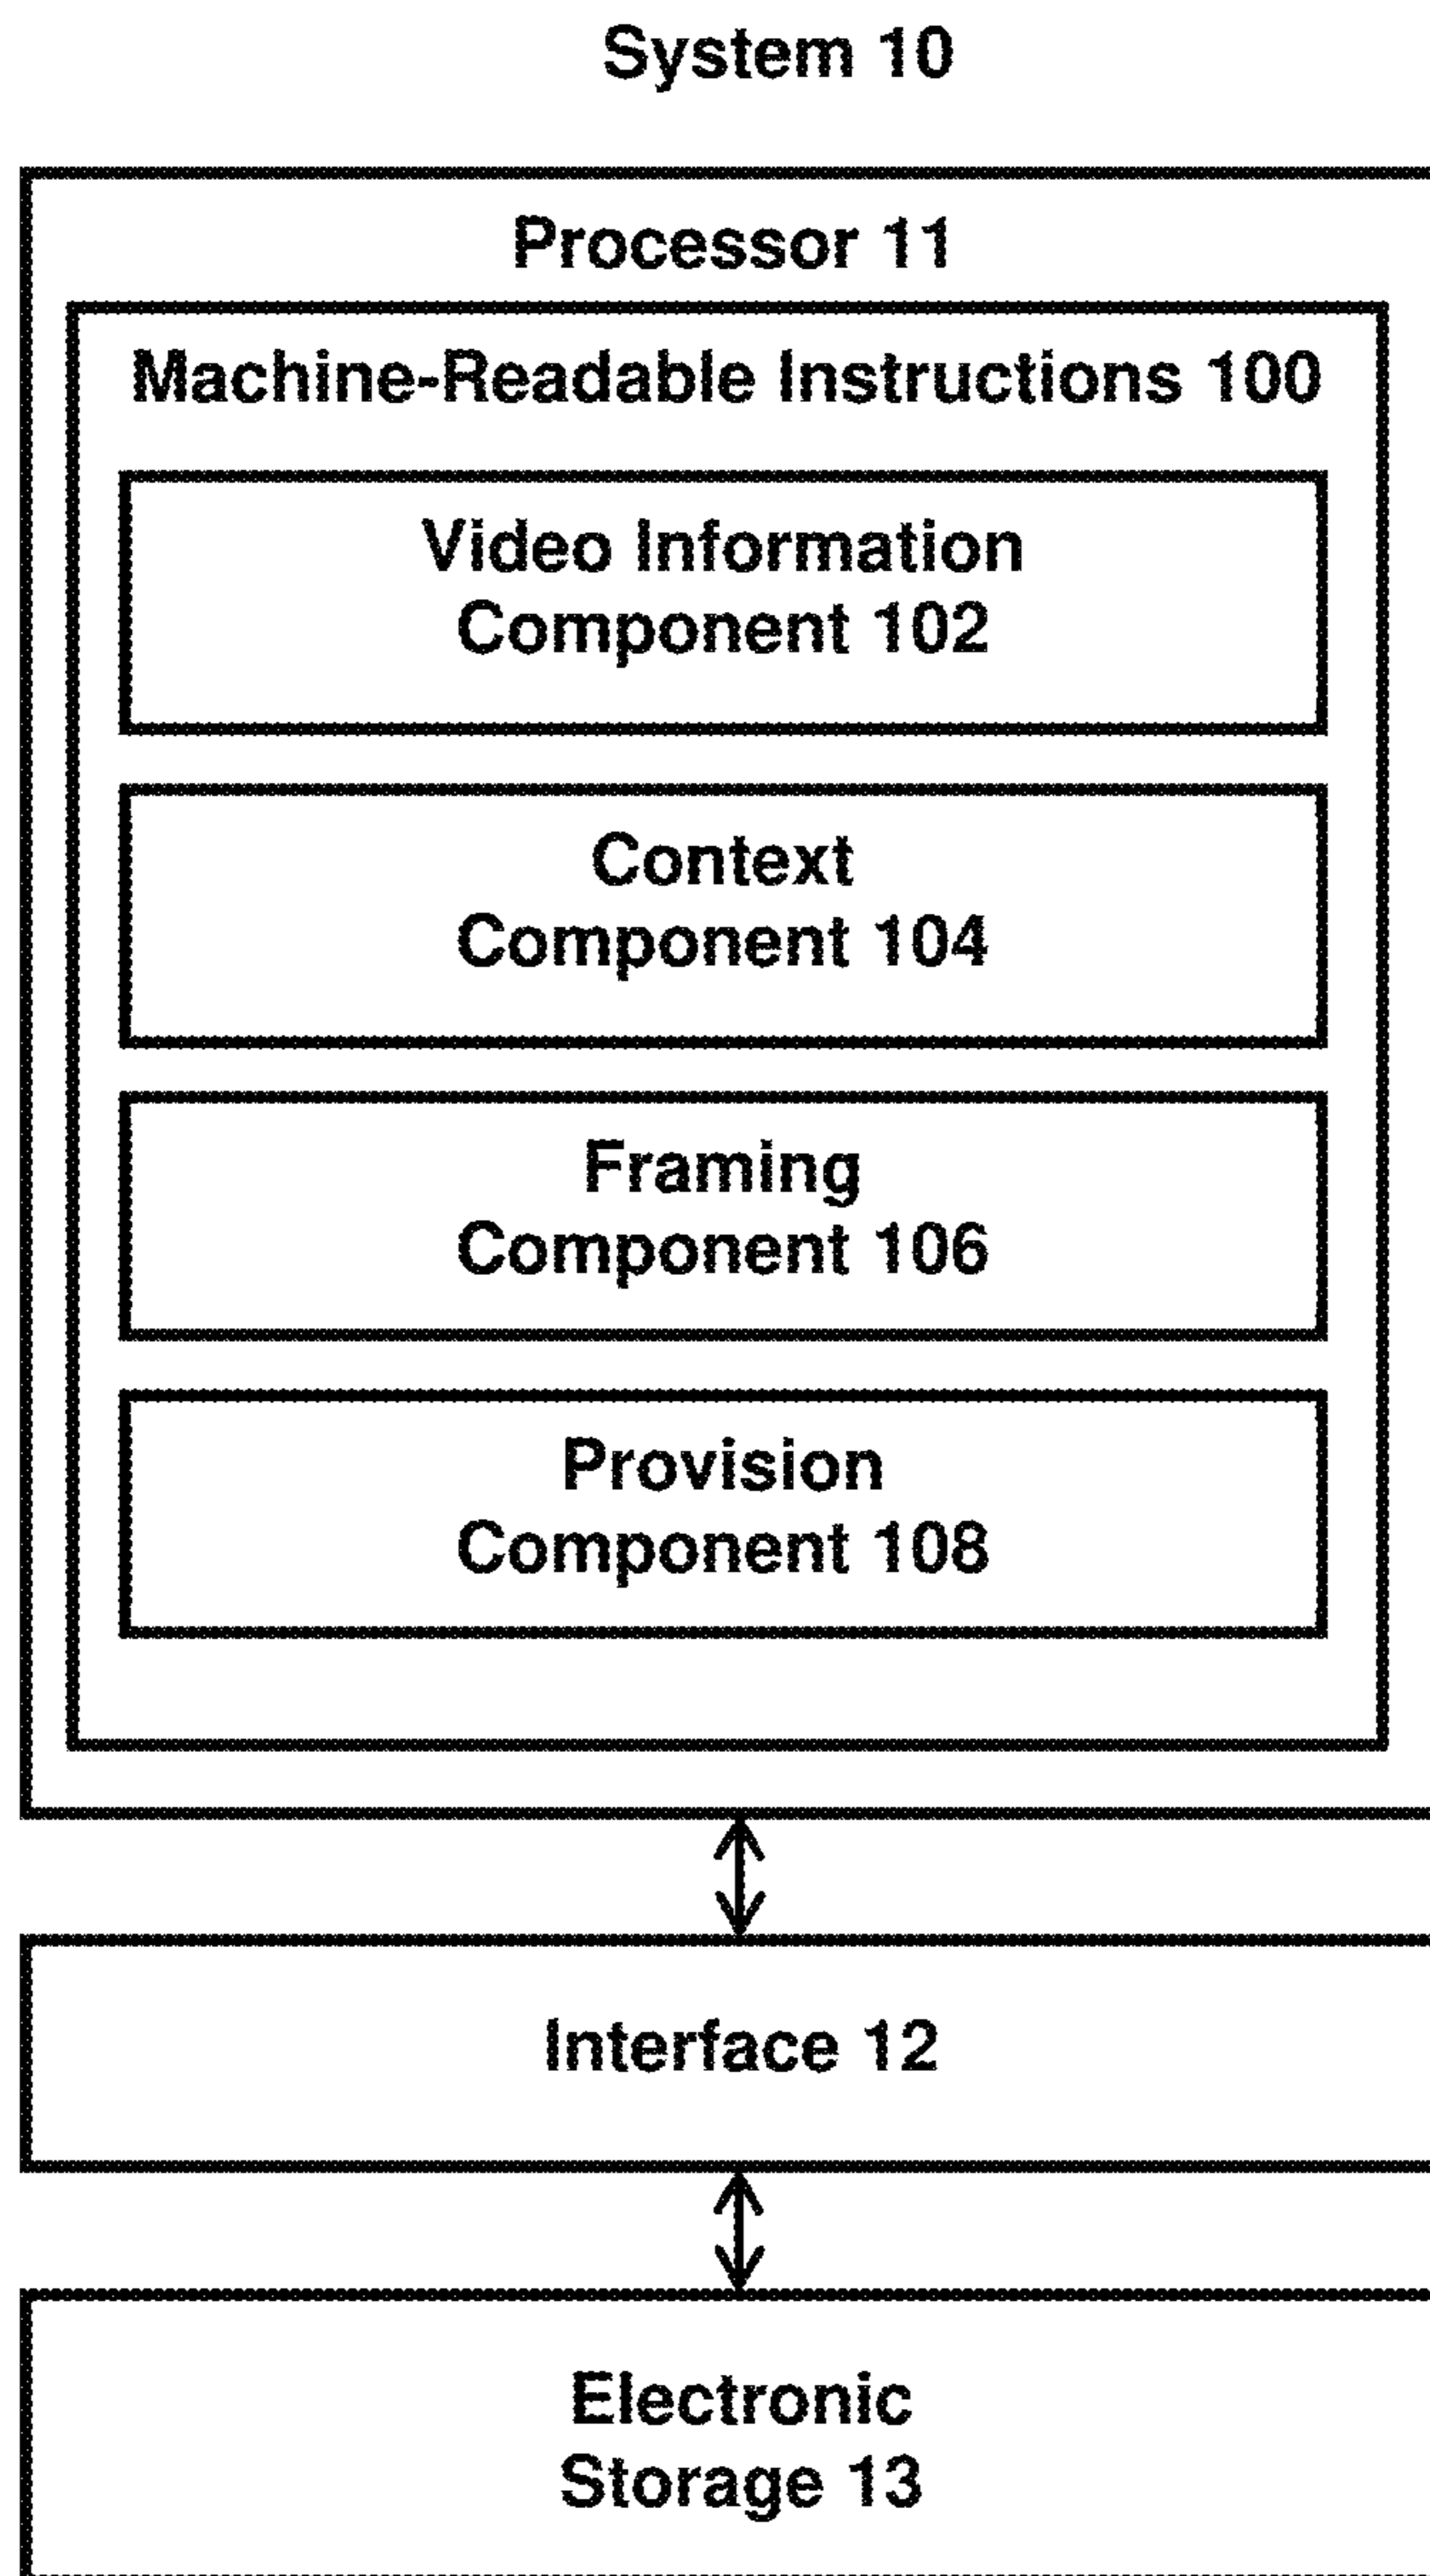 System 10
Processor 11
Machine-Readable Instructions 100
Video Information
Component 102
Context
Component 104
Framing
Component 106
Provision
Component 108
Interface 12
Electronic
Storage 13